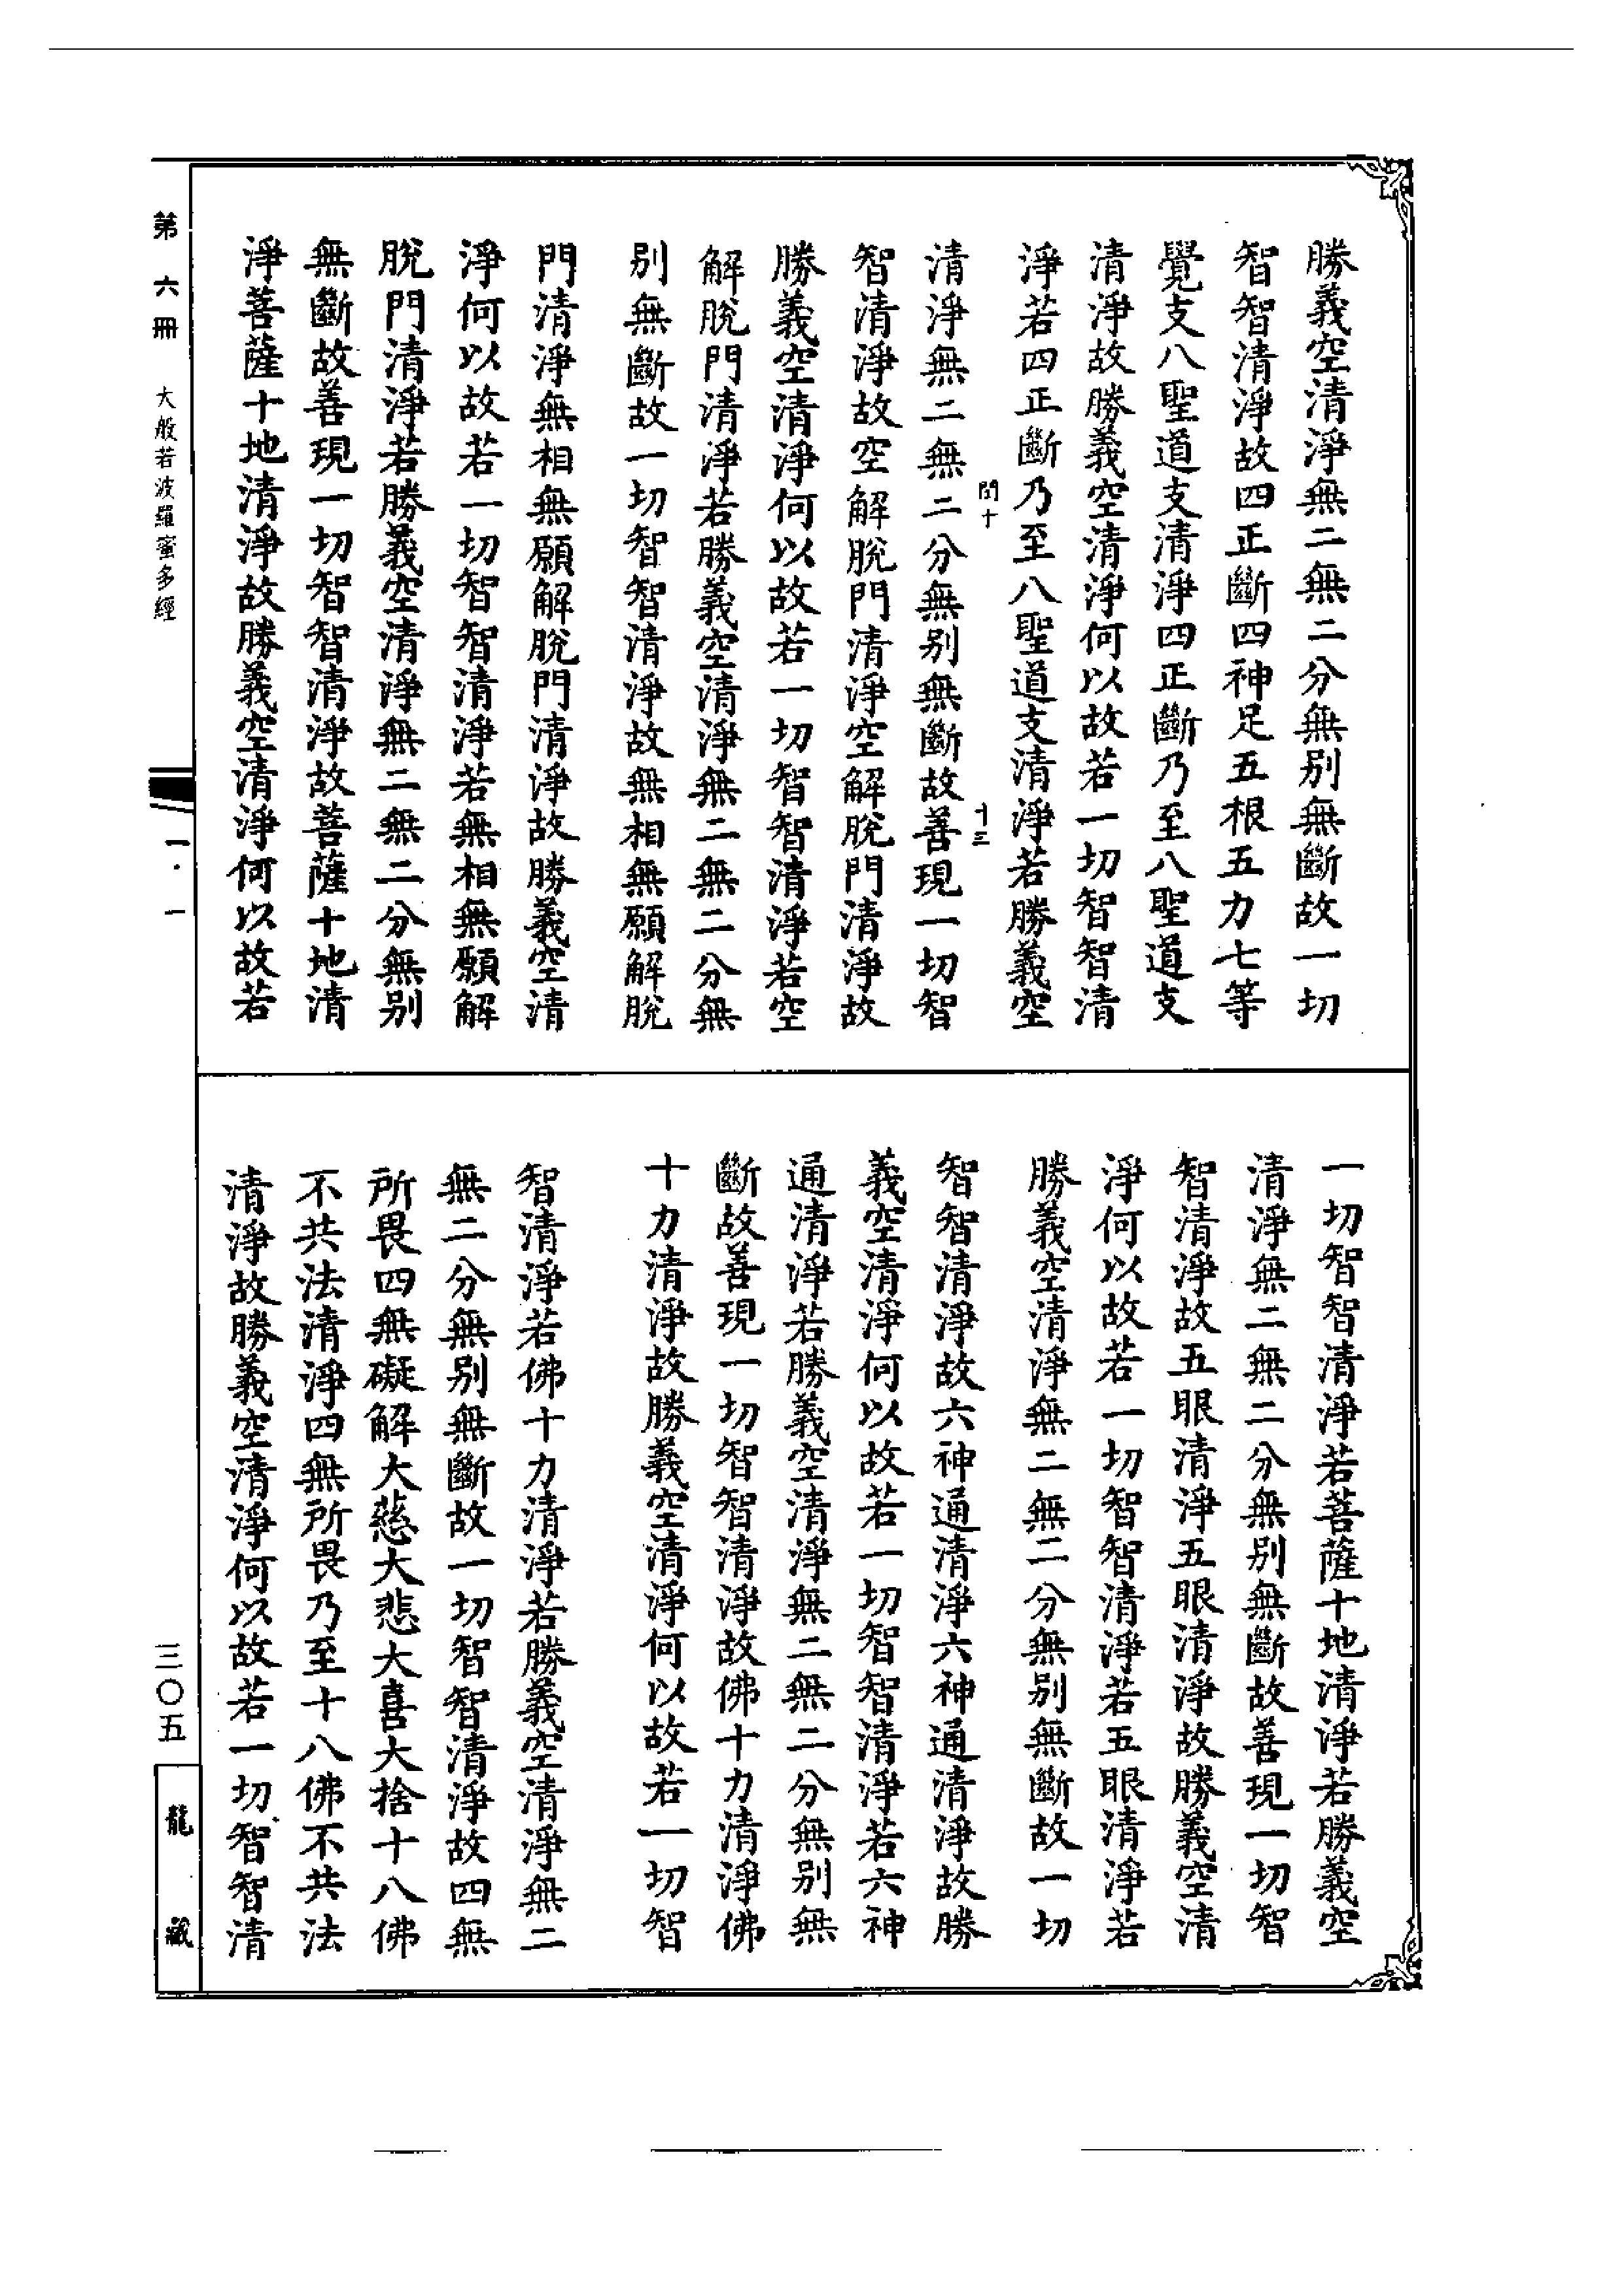 勝義空清淨無二無二分無別無斷故一切
智智清淨故四正斷四神足五根五力七等
覺支八聖道支清淨四正斷乃至八聖道支
清淨故勝義空清淨何以故若一切智智清
淨若四正斷乃至八聖道支清淨若勝義空
十三
清淨無二無二分無別無斷故善現一切智
智清淨故空解脫門清淨空解脫門清淨故
勝義空清淨何以故若一切智智清淨若空
解脫門清淨若勝義空清淨無二無二分無
別無斷故一切智智清淨故無相無願解脫
門清淨無相無願解脫門清淨故勝義空清
淨何以故若一切智智清淨若無相無願解
脫門清淨若勝義空清淨無二無二分無別
無斷故善現一切智智清淨故菩薩十地清
淨菩薩十地清淨故勝義空清淨何以故若
一切智智清淨若菩薩十地清淨若勝義空
清淨無二無二分無別無斷故善現一切智
智清淨故五眼清淨五眼清淨故勝義空清
淨何以故若一切智智清淨若五眼清淨若
勝義空清淨無二無二分無別無斷故一切
智智清淨故六神通清淨六神通清淨故勝
義空清淨何以故若一切智智清淨若六神
通清淨若勝義空清淨無二無二分無別無
斷故善現一切智智清淨故佛十力清淨佛
十力清淨故勝義空清淨何以故若一切智
智清淨若佛十力清淨若勝義空清淨無二
無二分無別無斷故一切智智清淨故四無
所畏四無礙解大慈大悲大喜大捨十八佛
不共法清淨四無所畏乃至十八佛不共法
清淨故勝義空清淨何以故若一切智智清
第六冊 大般若波羅蜜多經
一·一
三〇五
龍藏